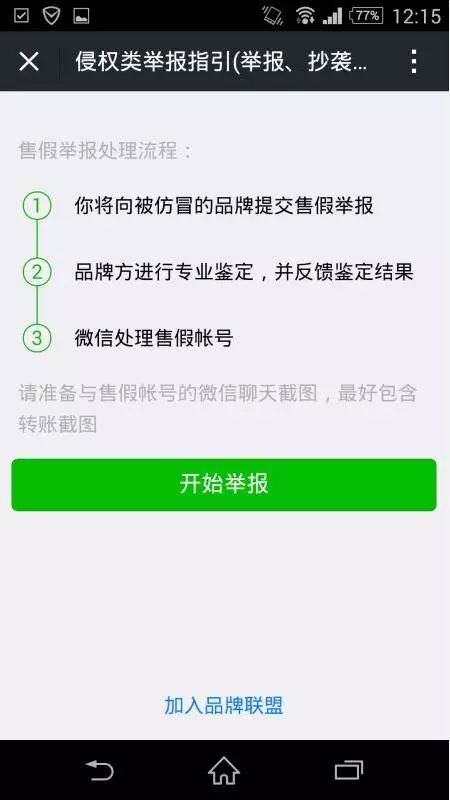 77% 12:15
侵权类举报指引(举报、抄袭...
售假举报处理流程：
1 你将向被仿冒的品牌提交售假举报
2 品牌方进行专业鉴定，并反馈鉴定结果
3 微信处理售假帐号
请准备与售假帐号的微信聊天截图，最好包含
转账截图
开始举报
加入品牌联盟